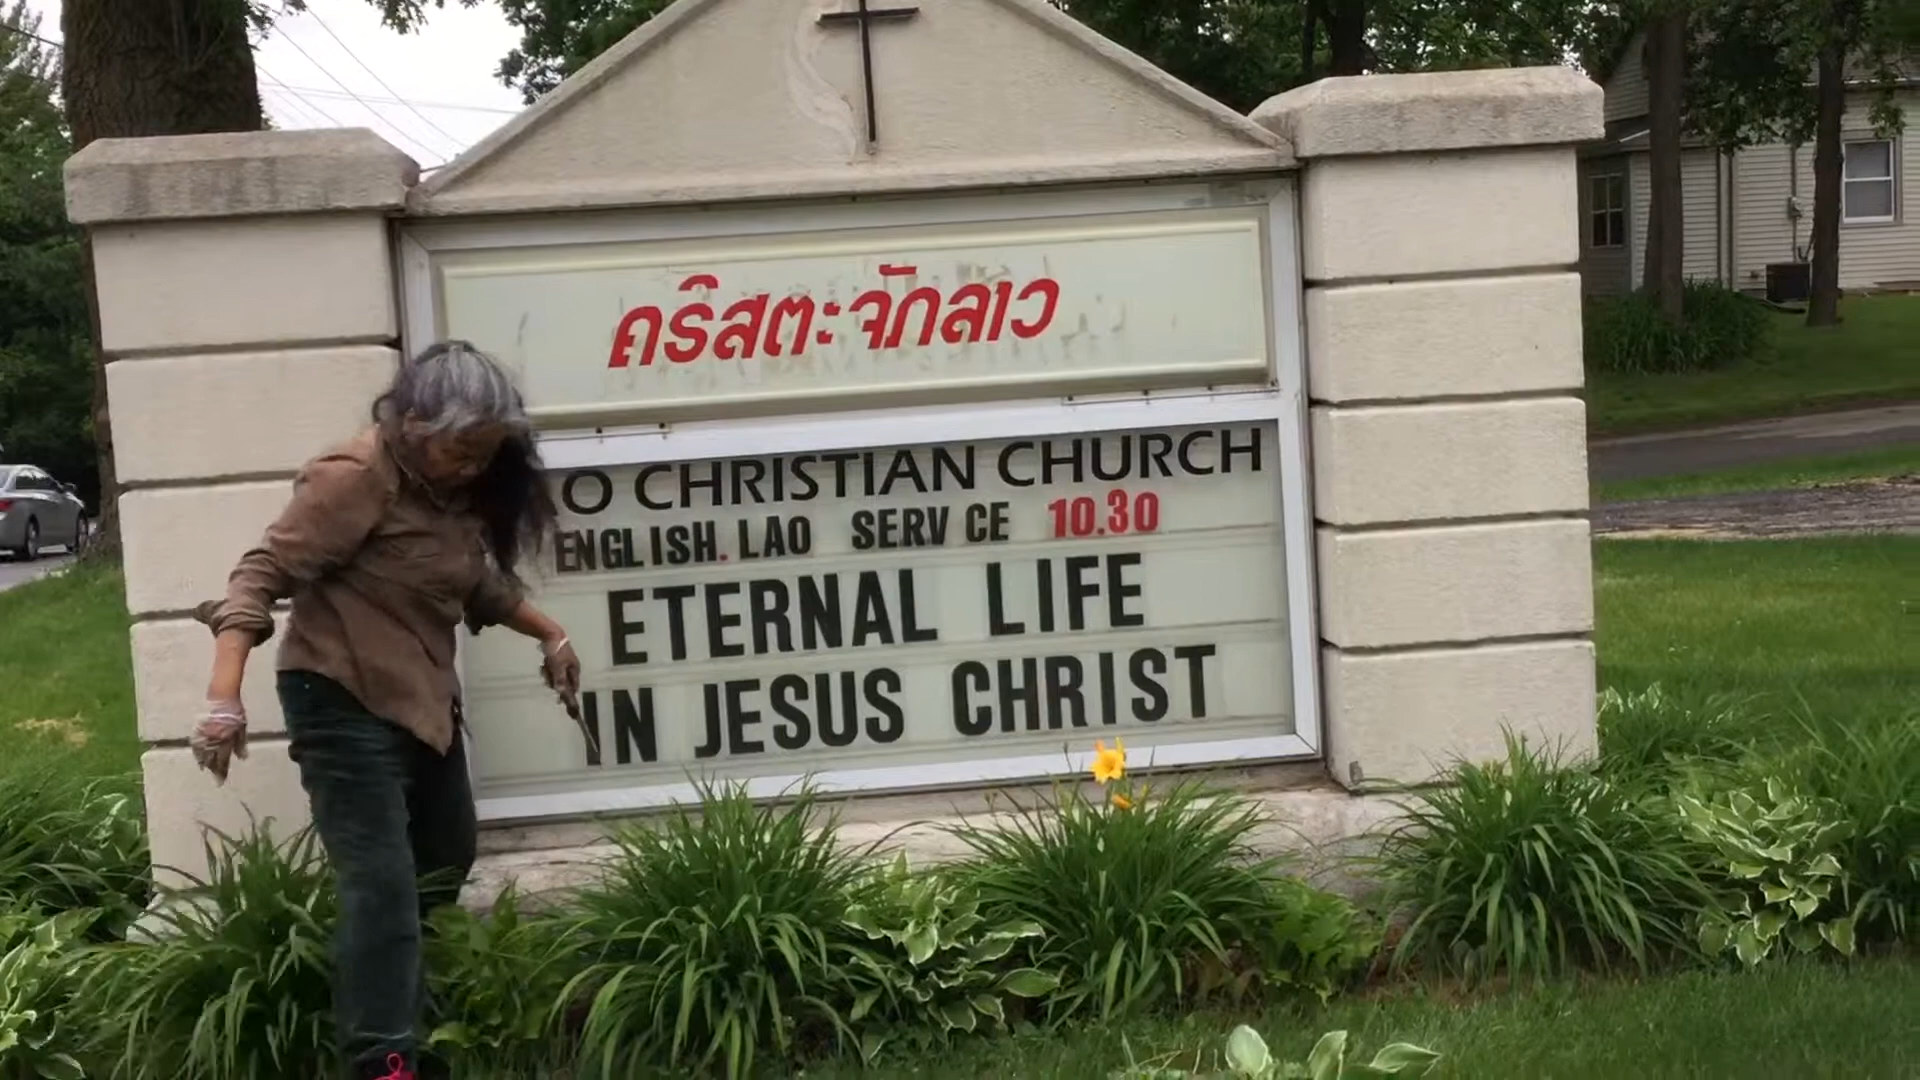 คริสตะจักลาว
AO CHRISTIAN CHURCH
ENGLISH. LAO SERV CE 10.30
ETERNAL LIFE
IN JESUS CHRIST